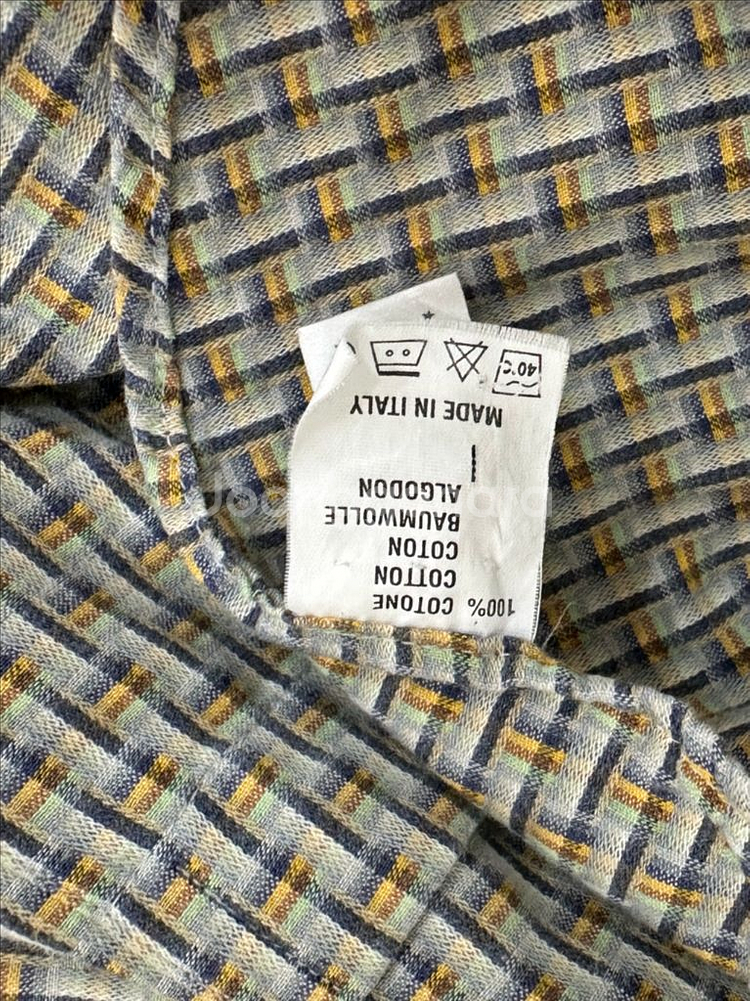 100% COTONE
COTTON
COTON
BAUMWOLLE
ALGODON
MADE IN ITALY
40°C